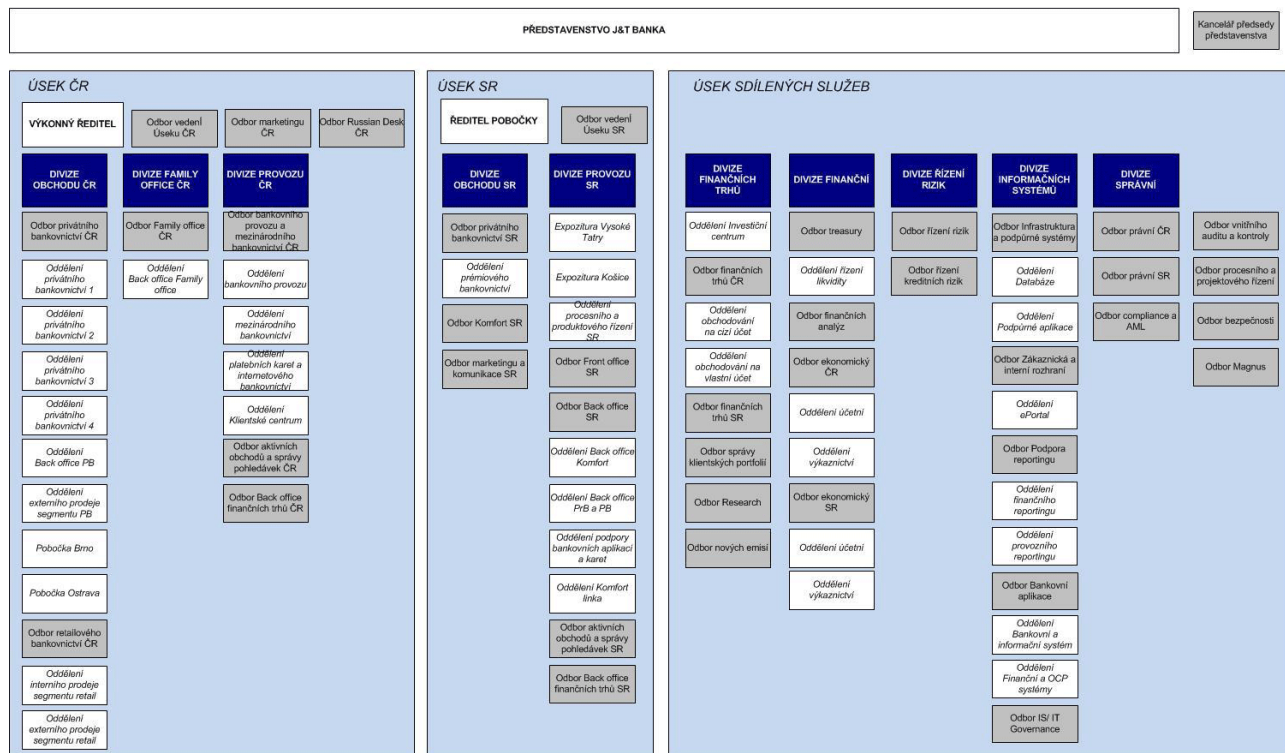 PŘEDSTAVENSTVO J&T BANKA
Kancelář předsedy
představenstva
ÚSEK ČR
VÝKONNÝ ŘEDITEL
Odbor vedení
Úseku ČR
Odbor marketingu
ČR
Odbor Russian Desk
ČR
DIVIZE
OBCHODU ČR
Odbor privátního
bankovnictví ČR
Oddělení
privátního
bankovnictví 1
Oddělení
privátního
bankovnictví 2
Oddělení
privátního
bankovnictví 3
Oddělení
privátního
bankovnictví 4
Oddělení
Back office PB
Oddělení
externího prodeje
segmentu PB
Pobočka Brno
Pobočka Ostrava
Odbor retailového
bankovnictví ČR
Oddělení
interního prodeje
segmentu retail
Oddělení
externího prodeje
segmentu retail
DIVIZE FAMILY
OFFICE ČR
Odbor Family office
ČR
Oddělení
Back office Family
office
DIVIZE PROVOZU
ČR
Odbor bankovního
provozu a
mezinárodního
bankovnictví ČR
Oddělení
bankovního provozu
Oddělení
mezinárodního
bankovnictví
Oddělení
platebních karet a
internetového
bankovnictví
Oddělení
Klientské centrum
Odbor aktivních
obchodů a správy
pohledávek ČR
Odbor Back office
finančních trhů ČR
ÚSEK SR
ŘEDITEL POBOČKY
Odbor vedení
Úseku SR
DIVIZE
OBCHODU SR
Odbor privátního
bankovnictví SR
Oddělení
prémiového
bankovnictví
Odbor Komfort SR
Odbor marketingu a
komunikace SR
DIVIZE PROVOZU
SR
Expozitura Vysoké
Tatry
Expozitura Košice
Oddělení
procesního a
produktového řízení
SR
Odbor Front office
SR
Odbor Back office
SR
Oddělení Back office
Komfort
Oddělení Back office
PrB a PB
Oddělení podpory
bankovních aplikací
a karet
Oddělení Komfort
linka
Odbor aktivních
obchodů a správy
pohledávek SR
Odbor Back office
finančních trhů SR
ÚSEK SDÍLENÝCH SLUŽEB
DIVIZE
FINANČNÍCH
TRHŮ
Oddělení Investiční
centrum
Odbor finančních
trhů ČR
Oddělení
obchodování
na cizí účet
Oddělení
obchodování na
vlastní účet
Odbor finančních
trhů SR
Odbor správy
klientských portfolií
Odbor Research
Odbor nových emisí
DIVIZE FINANČNÍ
Odbor treasury
Oddělení řízení
likvidity
Odbor finančních
analýz
Odbor ekonomický
ČR
Oddělení účetní
Oddělení
výkaznictví
Odbor ekonomický
SR
Oddělení účetní
Oddělení
výkaznictví
DIVIZE ŘÍZENÍ
RIZIK
Odbor řízení rizik
Odbor řízení
kreditních rizik
DIVIZE
INFORMAČNÍCH
SYSTÉMŮ
Odbor Infrastruktura
a podpůrné systémy
Oddělení
Databáze
Oddělení
Podpůrné aplikace
Odbor Zákaznická a
interní rozhraní
Oddělení
ePortal
Odbor Podpora
reportingu
Oddělení
finančního
reportingu
Oddělení
provozního
reportingu
Odbor Bankovní
aplikace
Oddělení
Bankovní a
informační systém
Oddělení
Finanční a OCP
systémy
Odbor IS/ IT
Governance
DIVIZE
SPRÁVNÍ
Odbor právní ČR
Odbor právní SR
Odbor compliance a
AML
Odbor vnitřního
auditu a kontroly
Odbor procesního a
projektového řízení
Odbor bezpečnosti
Odbor Magnus